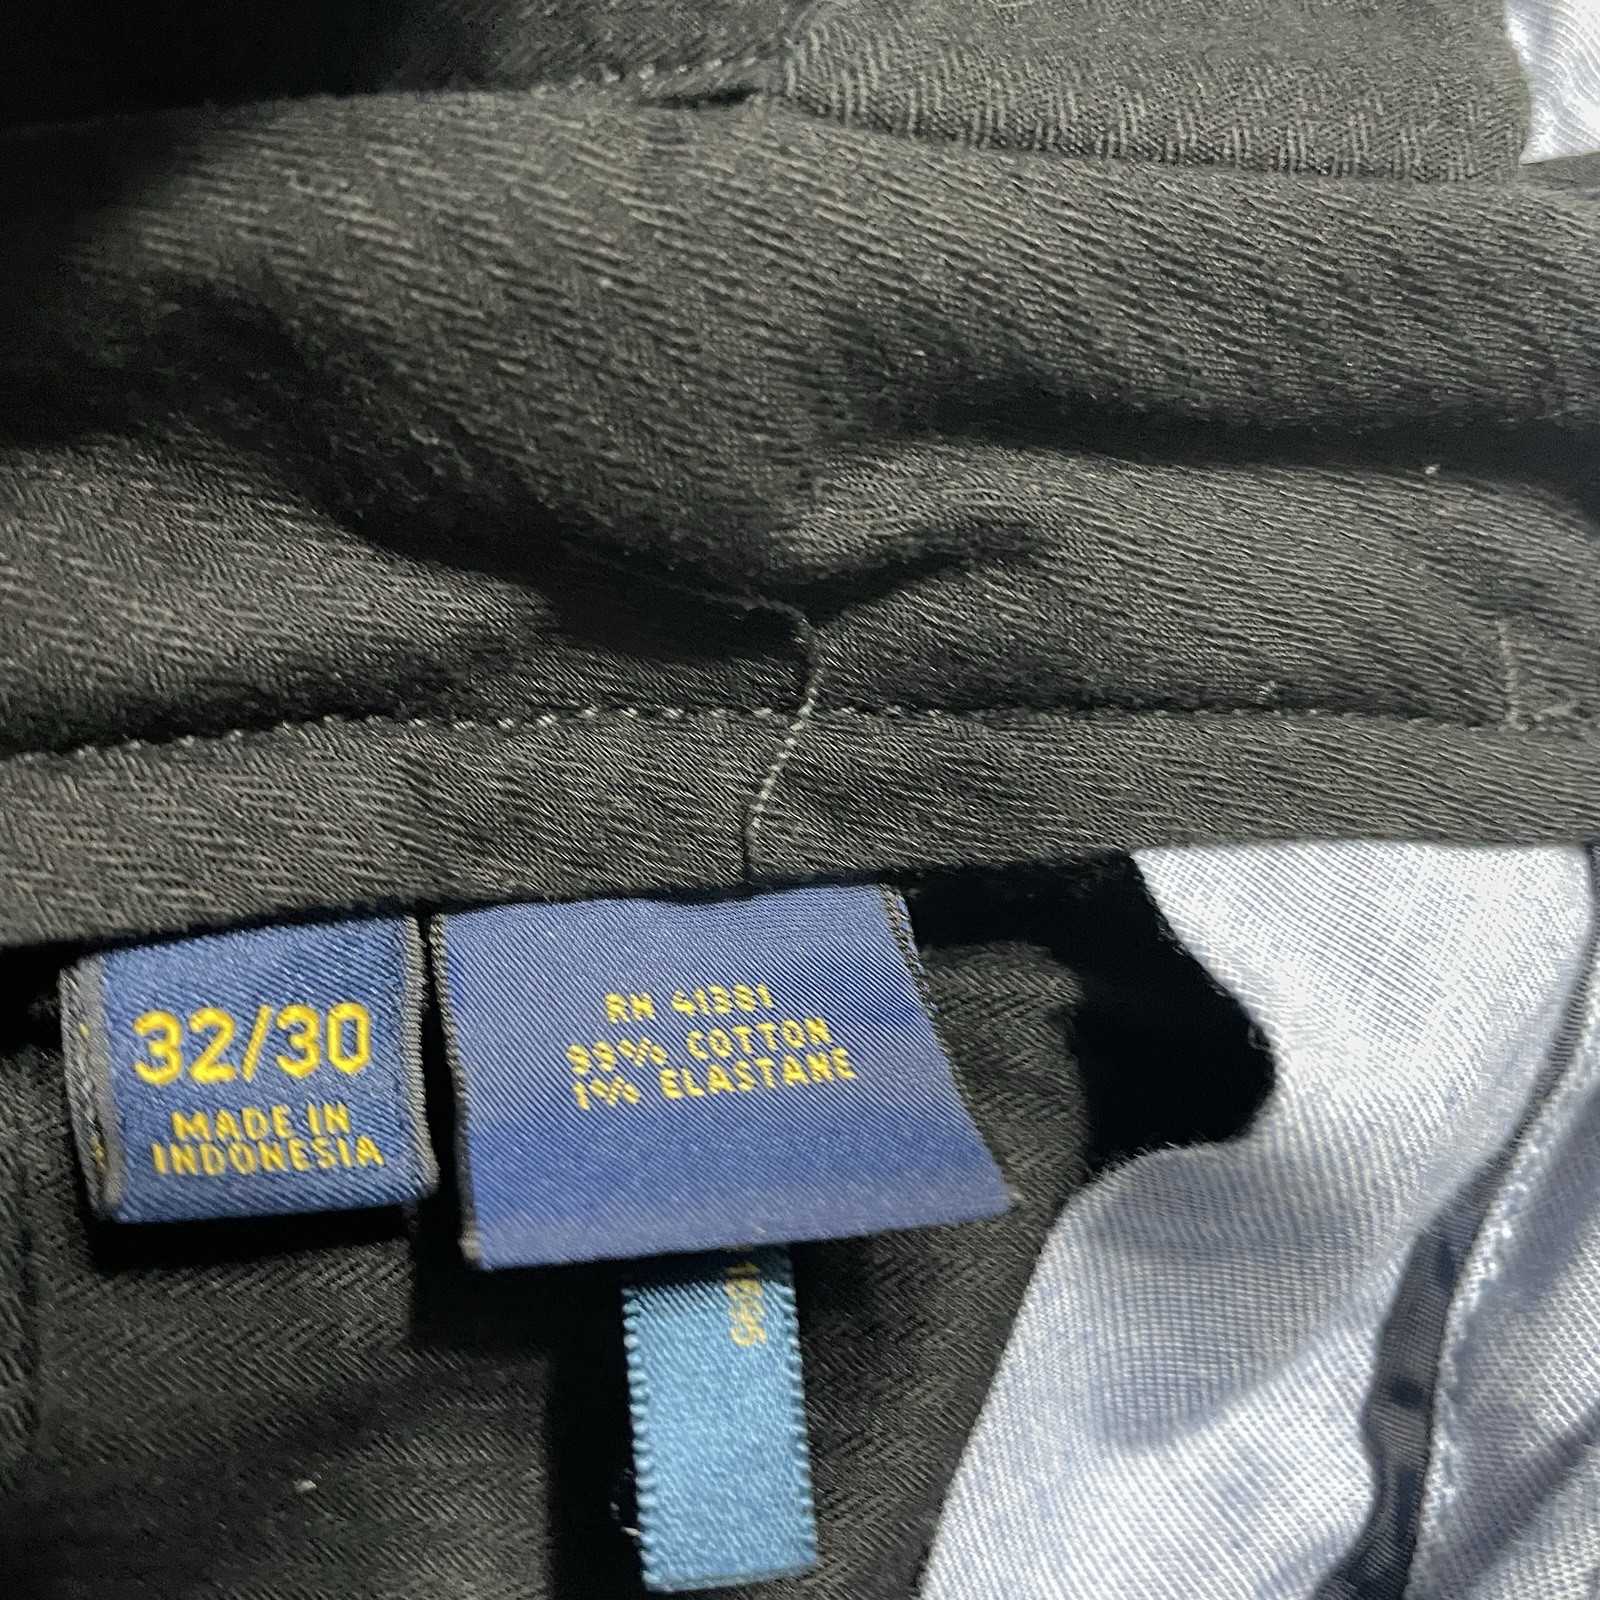 32/30
MADE IN
INDONESIA
RN 41381
99% COTTON
1% ELASTANE